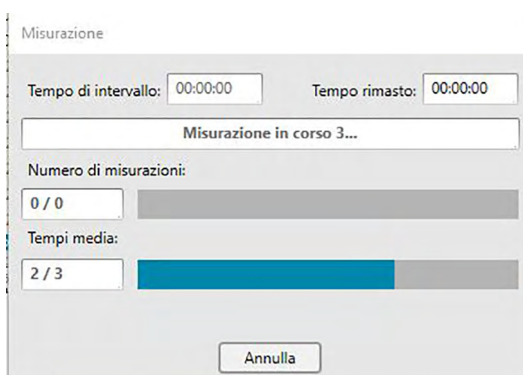 Misurazione
Tempo di intervallo: 00:00:00 Tempo rimasto: 00:00:00
Misurazione in corso 3...
Numero di misurazioni:
0 / 0
Tempi media:
2 / 3
Annulla